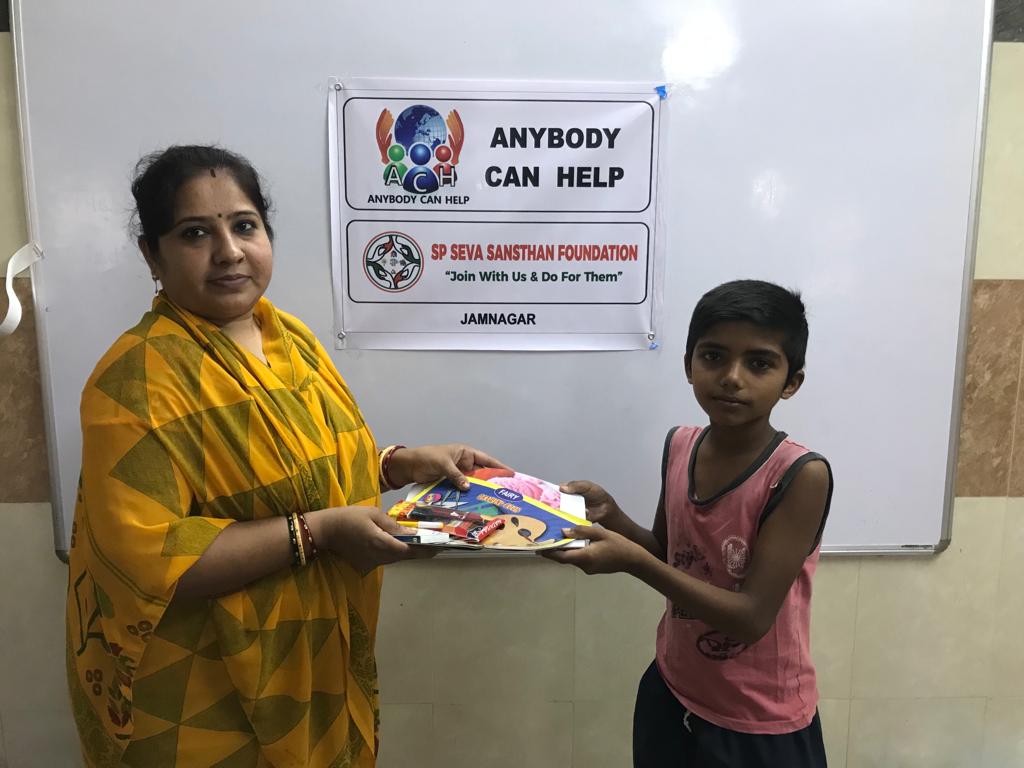 ACH
ANYBODY CAN HELP
ANYBODY
CAN HELP
SP SEVA SANSTHAN FOUNDATION
"Join With Us & Do For Them"
JAMNAGAR
FAIRY